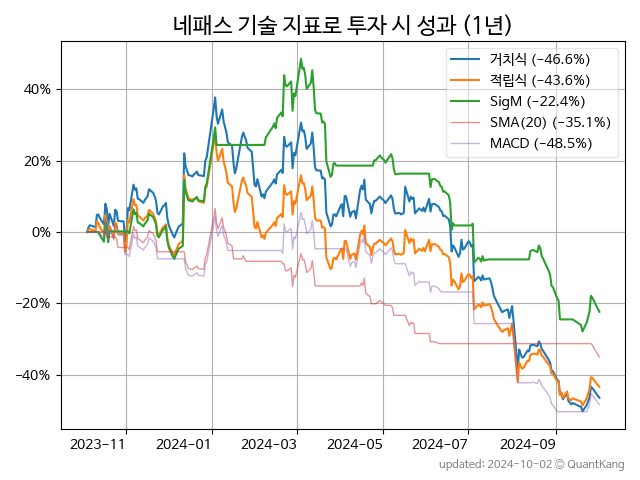 네패스 기술 지표로 투자 시 성과 (1년)
거치식 (−46.6%)
적립식 (−43.6%)
SigM (−22.4%)
SMA(20) (−35.1%)
MACD (−48.5%)
40%
20%
0%
−20%
−40%
2023-11 2024-01 2024-03 2024-05 2024-07 2024-09
updated: 2024-10-02 © QuantKang